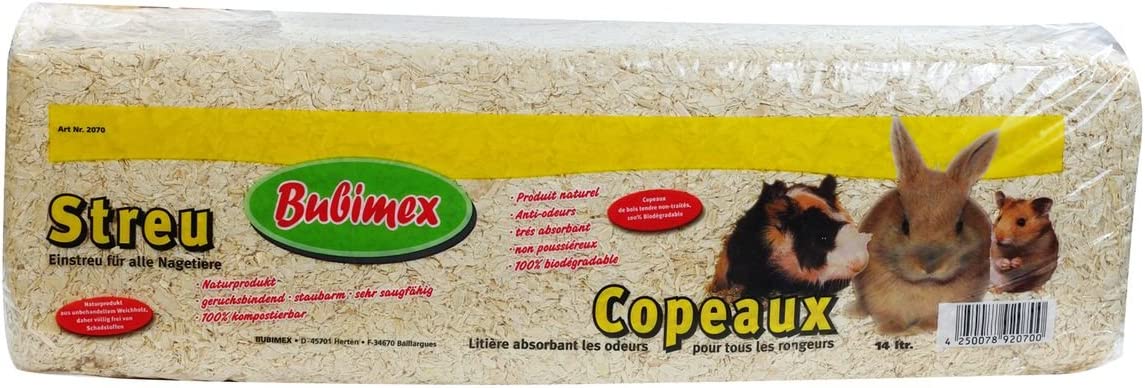 Art Nr. 2070
Streu
Einstreu für alle Nagetiere
Bubimex
· Naturprodukt ·
geruchsbindend · staubarm · sehr saugfähig
· 100% kompostierbar
Naturprodukt
aus unbehandeltem Weichholz,
daher völlig frei von
Schadstoffen
BUBIMEX • D-45701 Herten • F-34670 Baillargues
· Produit naturel
· Anti-odeurs
· trés absorbant
· non poussiéreux
· 100% biodégradable
Copeaux
de bois tendre non-traités,
100% Biodégradable
Copeaux
Litière absorbant les odeurs pour tous les rongeurs
14 ltr.
4 250078 920700